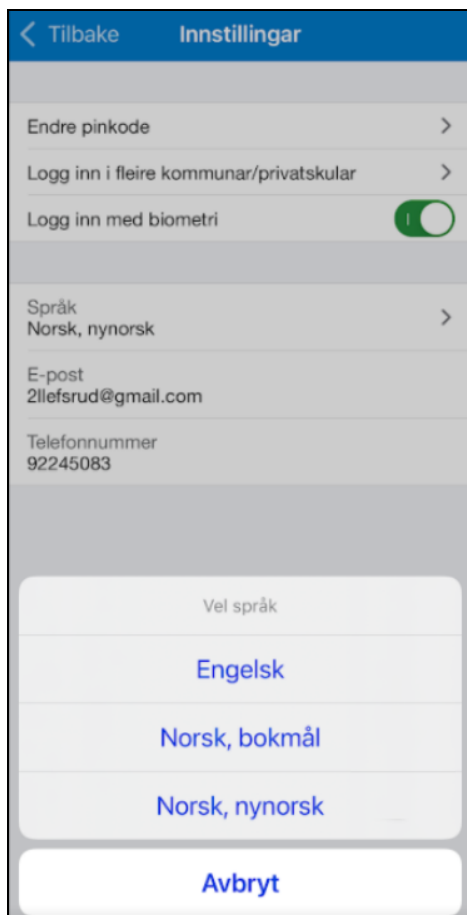 Tilbake Innstillingar
Endre pinkode
Logg inn i fleire kommunar/privatskular
Logg inn med biometri
Språk
Norsk, nynorsk
E-post
2llefsrud@gmail.com
Telefonnummer
92245083
Vel språk
Engelsk
Norsk, bokmål
Norsk, nynorsk
Avbryt